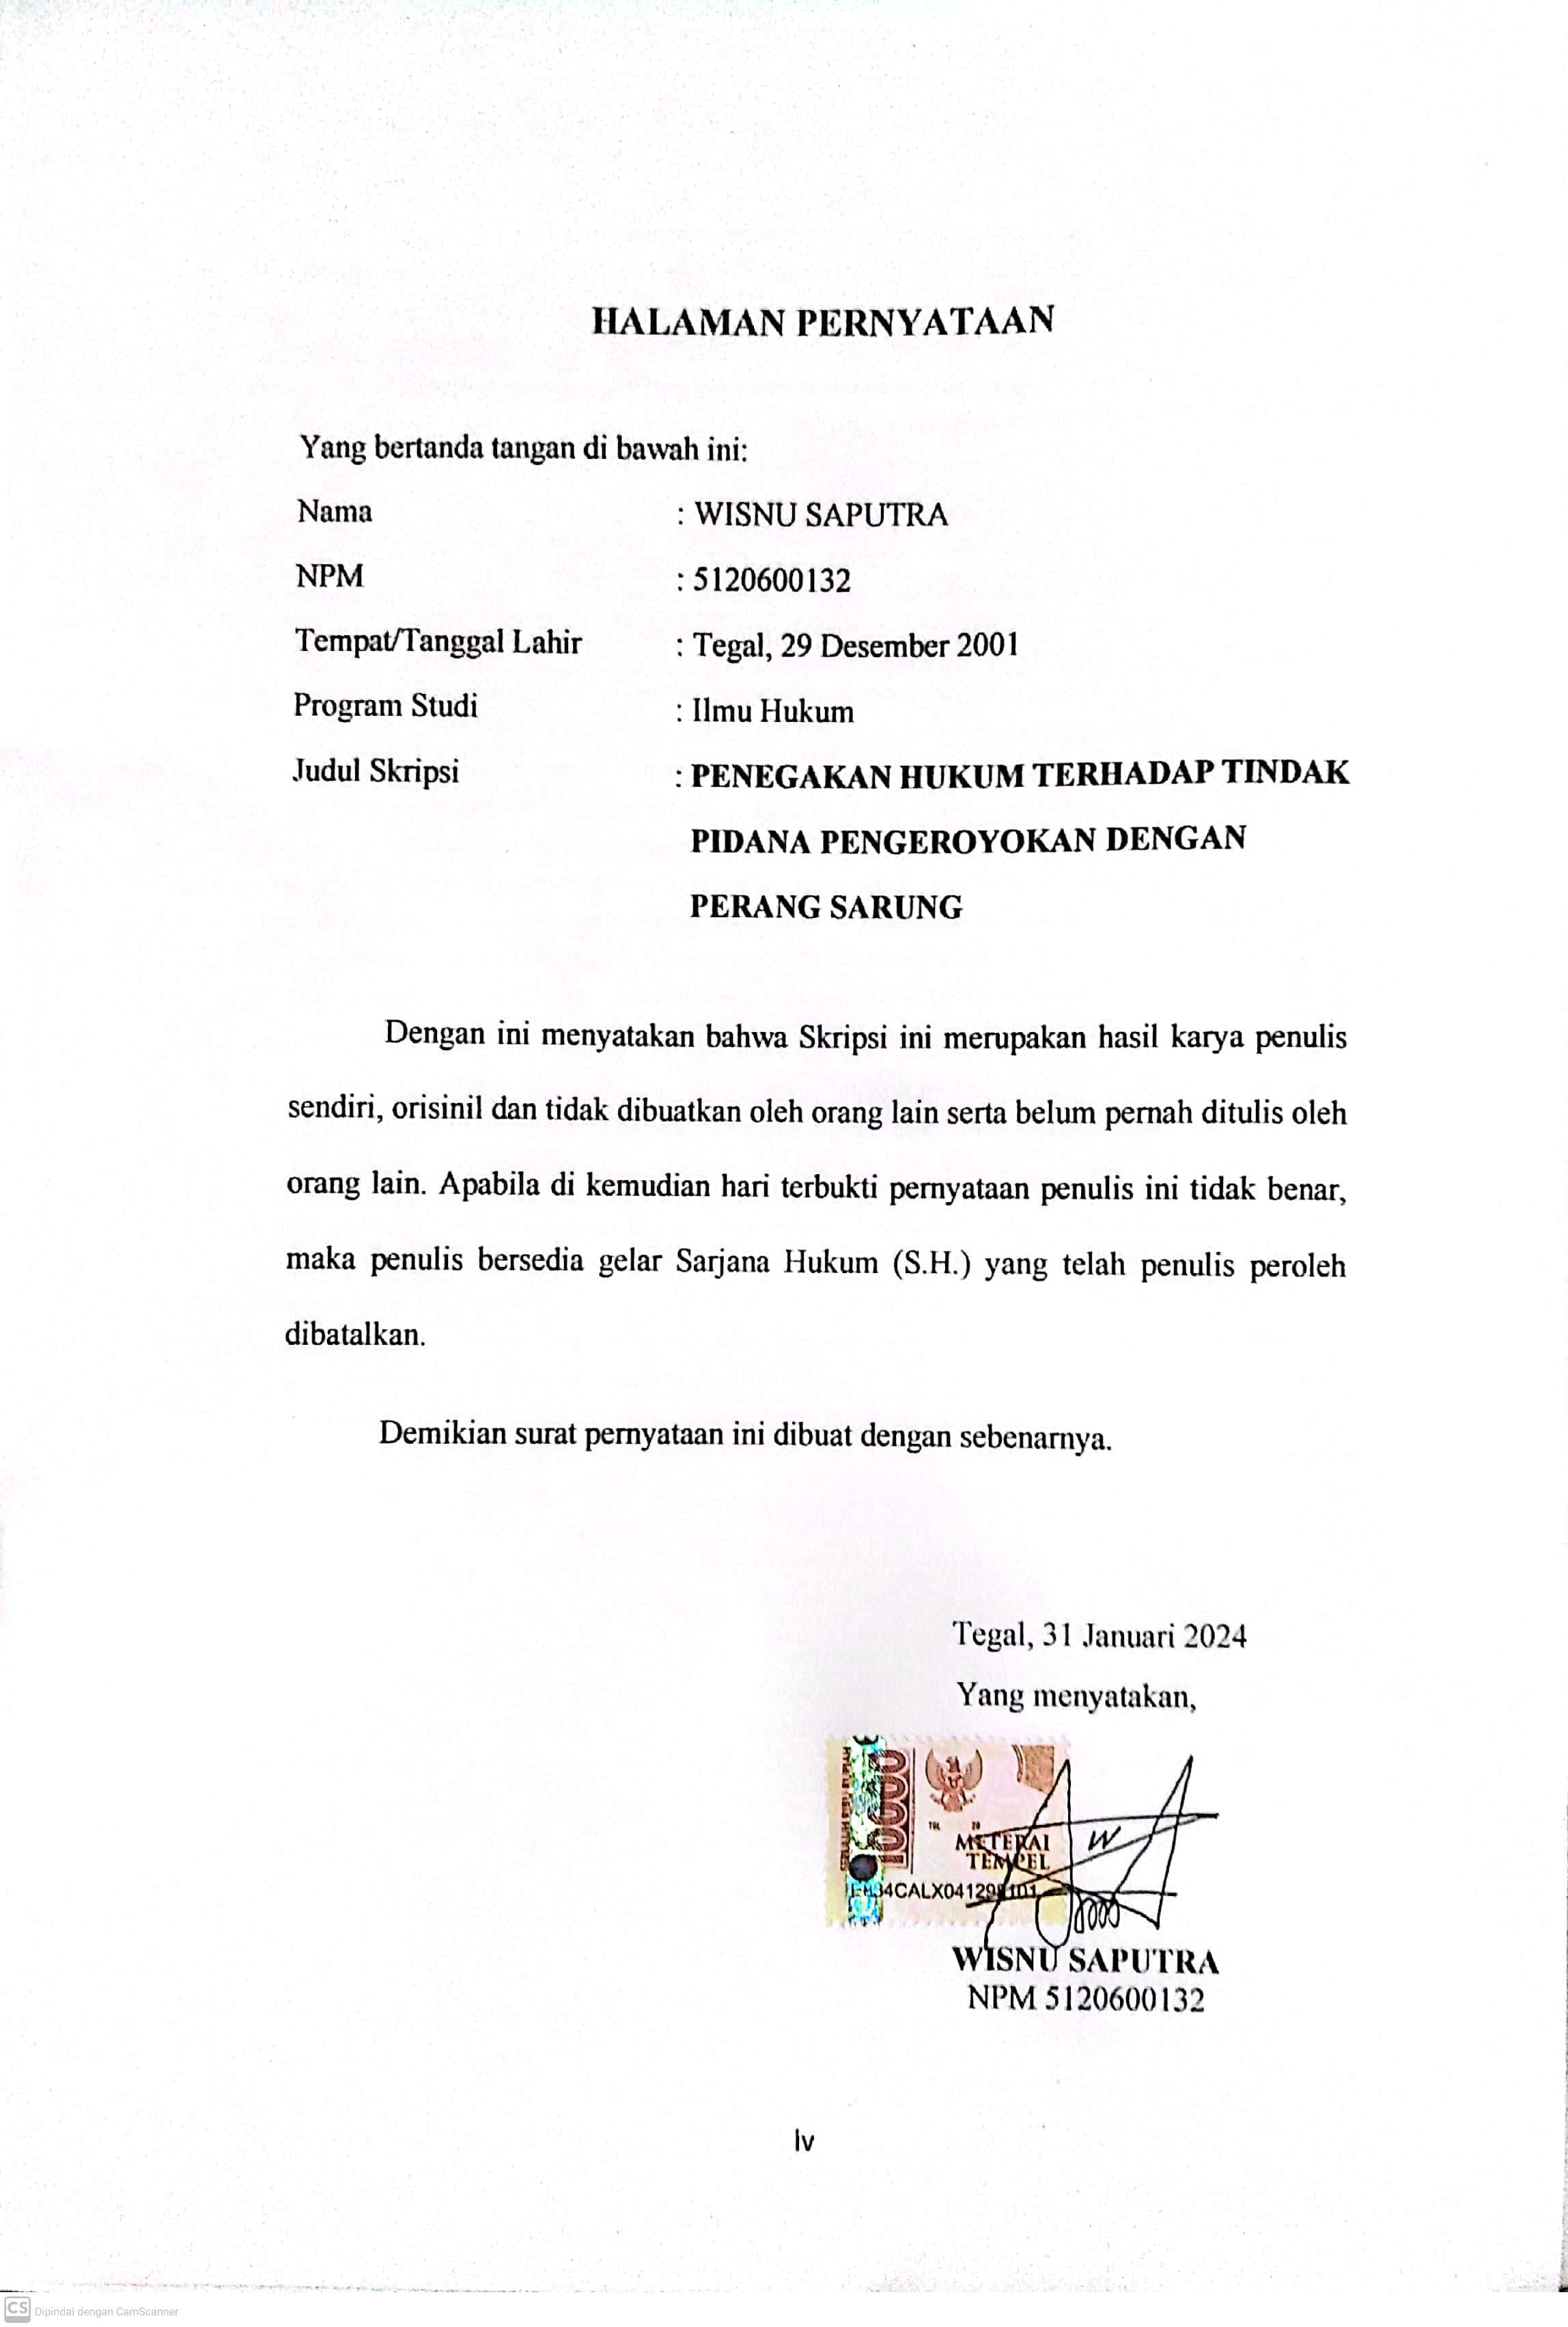 HALAMAN PERNYATAAN
Yang bertanda tangan di bawah ini:
Nama : WISNU SAPUTRA
NPM : 5120600132
Tempat/Tanggal Lahir : Tegal, 29 Desember 2001
Program Studi : Ilmu Hukum
Judul Skripsi : PENEGAKAN HUKUM TERHADAP TINDAK
PIDANA PENGEROYOKAN DENGAN
PERANG SARUNG
Dengan ini menyatakan bahwa Skripsi ini merupakan hasil karya penulis
sendiri, orisinil dan tidak dibuatkan oleh orang lain serta belum pernah ditulis oleh
orang lain. Apabila di kemudian hari terbukti pernyataan penulis ini tidak benar,
maka penulis bersedia gelar Sarjana Hukum (S.H.) yang telah penulis peroleh
dibatalkan.
Demikian surat pernyataan ini dibuat dengan sebenarnya.
Tegal, 31 Januari 2024
Yang menyatakan,
10000
TGL 20
METERAI
TEMPEL
W
WISNU SAPUTRA
NPM 5120600132
Iv
CS Dipindai dengan CamScanner